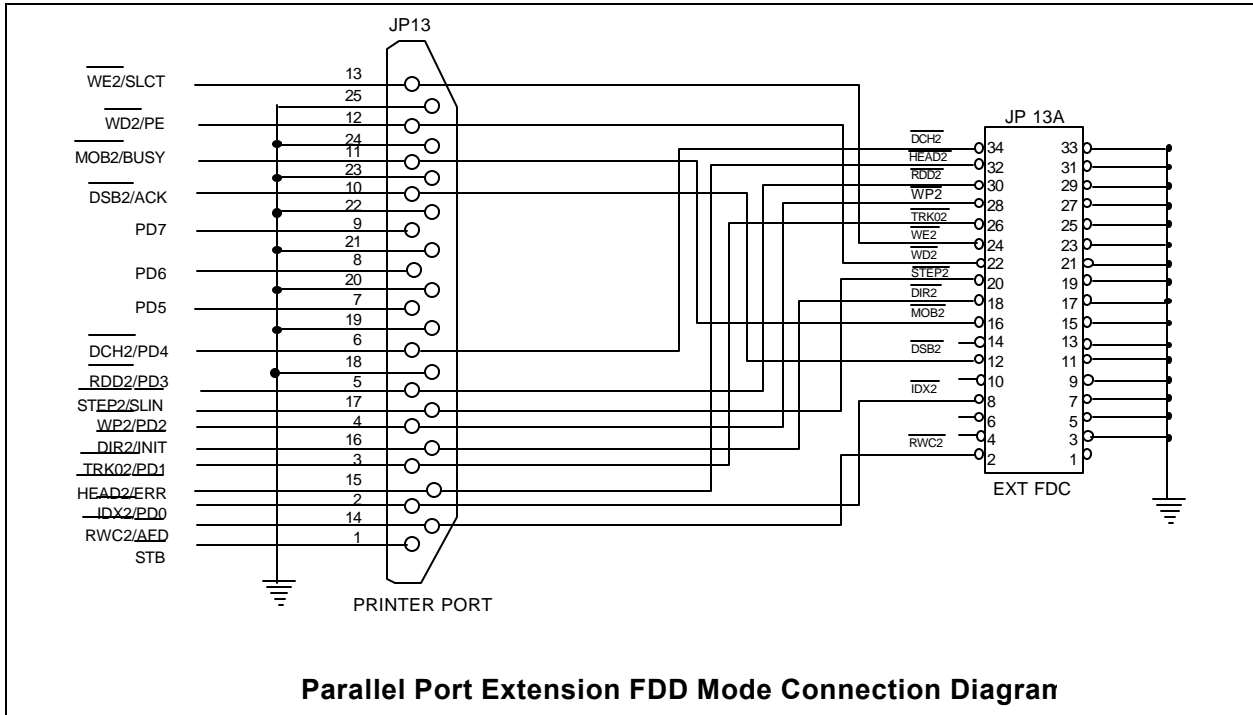 JP13
WE2/SLCT
WD2/PE
MOB2/BUSY
DSB2/ACK
PD7
PD6
PD5
DCH2/PD4
RDD2/PD3
STEP2/SLIN
WP2/PD2
DIR2/INIT
TRK02/PD1
HEAD2/ERR
IDX2/PD0
RWC2/AFD
STB
13
25
12
24
11
23
10
22
9
21
8
20
7
19
6
18
5
17
4
16
3
15
2
14
1
PRINTER PORT
JP 13A
DCH2
HEAD2
RDD2
WP2
TRK02
WE2
WD2
STEP2
DIR2
MOB2
DSB2
IDX2
RWC2
34 33
32 31
30 29
28 27
26 25
24 23
22 21
20 19
18 17
16 15
14 13
12 11
10 9
8 7
6 5
4 3
2 1
EXT FDC
Parallel Port Extension FDD Mode Connection Diagram